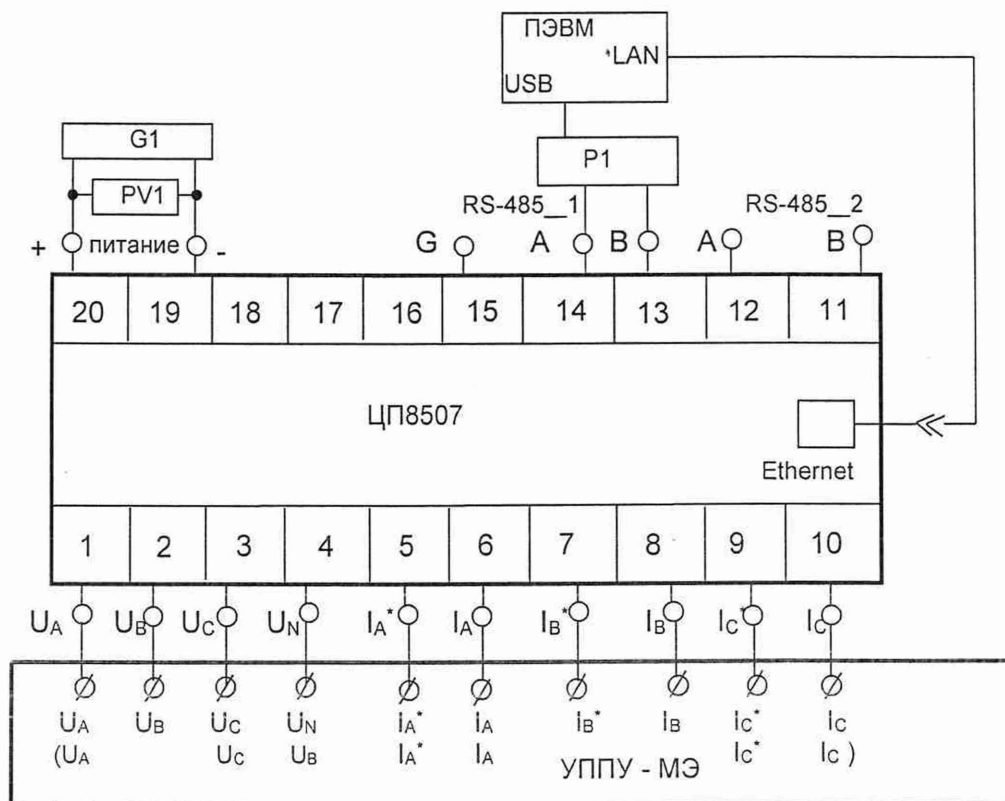 ПЭВМ
*LAN
USB
G1
P1
PV1
RS-485__1
RS-485__2
+ питание -
G A B A B
20 19 18 17 16 15 14 13 12 11
ЦП8507
Ethernet
1 2 3 4 5 6 7 8 9 10
UA UB UC UN IA* IA IB* IB IC* IC
UA UB UC UN IA* IA IB* IB IC* IC
(UA UC UB IA* IA IC* IC )
УППУ - МЭ